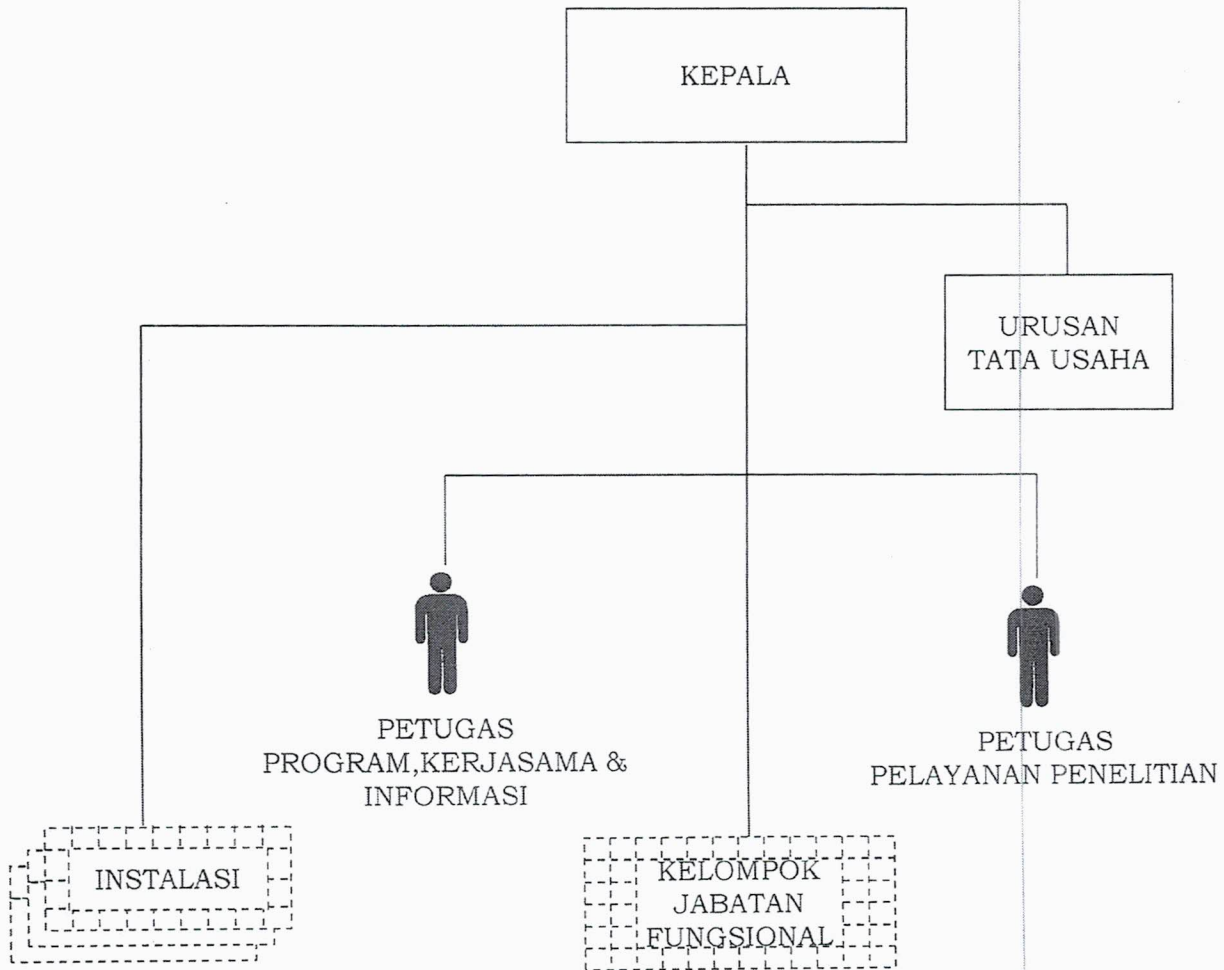 KEPALA
URUSAN
TATA USAHA
PETUGAS
PROGRAM,KERJASAMA &
INFORMASI
PETUGAS
PELAYANAN PENELITIAN
INSTALASI
KELOMPOK
JABATAN
FUNGSIONAL